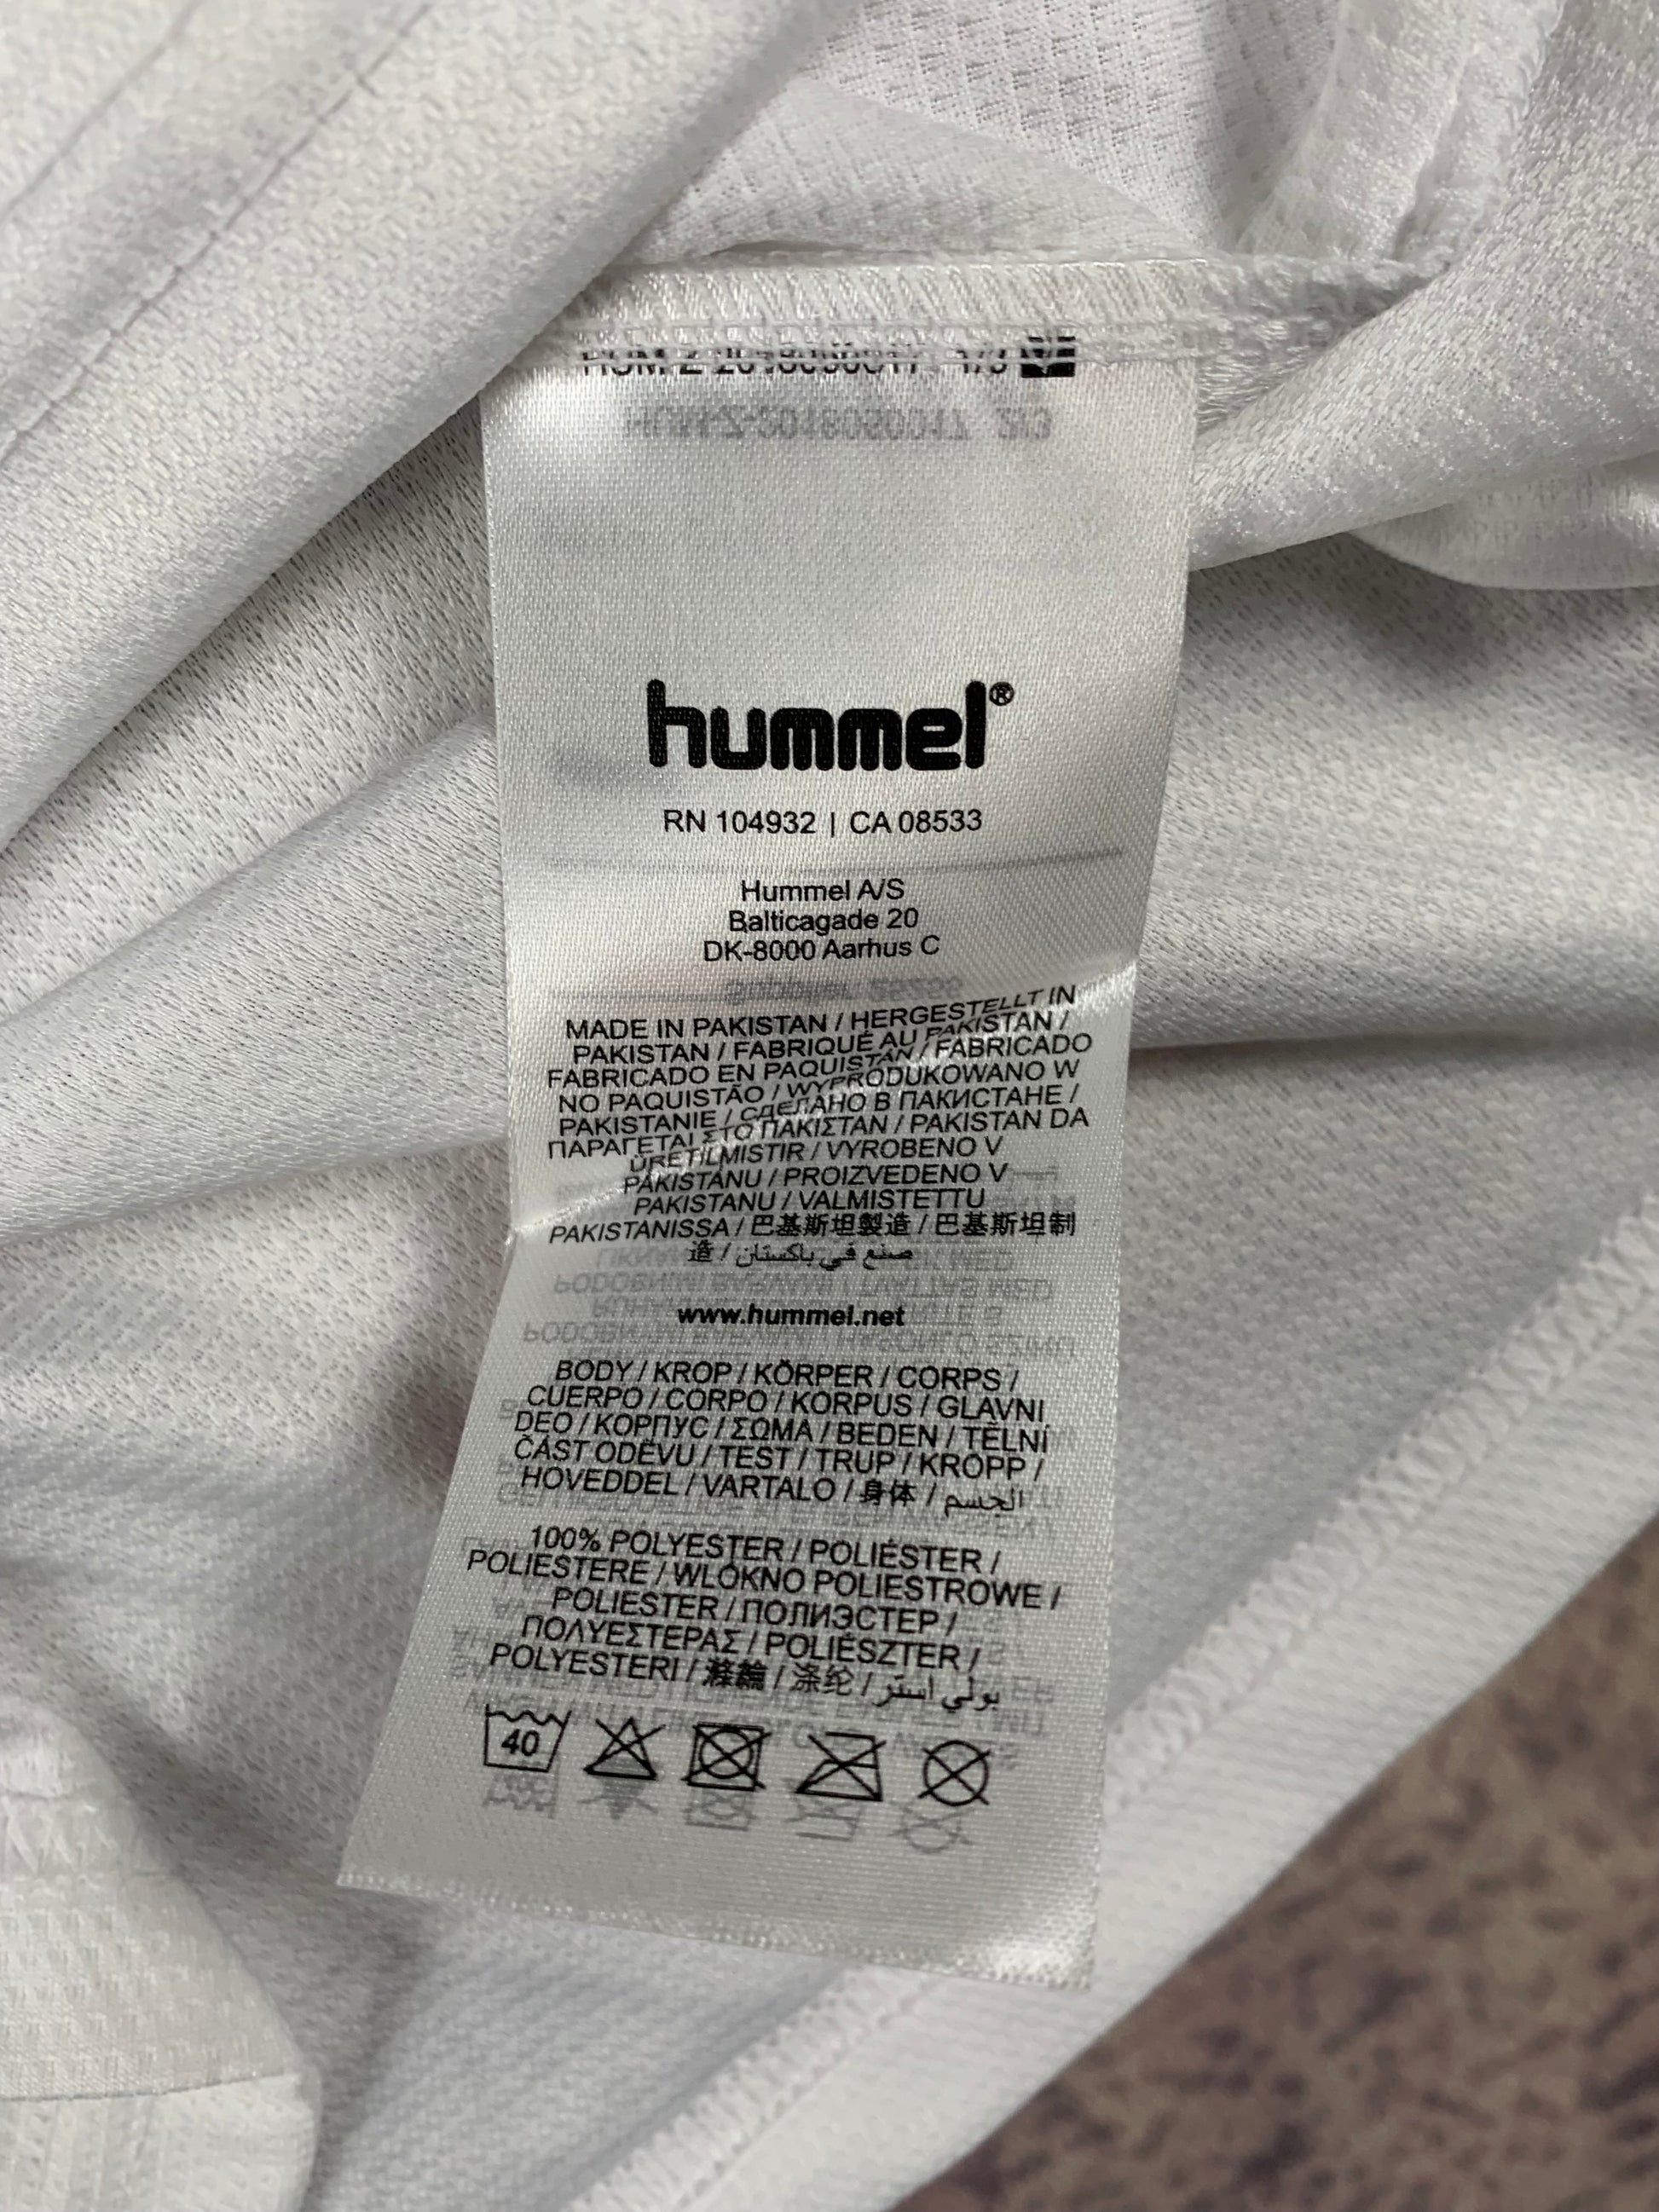 hummel®
RN 104932 | CA 08533
Hummel A/S
Balticagade 20
DK-8000 Aarhus C
MADE IN PAKISTAN / HERGESTELLT IN
PAKISTAN / FABRIQUÉ AU PAKISTAN /
FABRICADO EN PAQUISTÁN / FABRICADO
NO PAQUISTÃO / WYPRODUKOWANO W
PAKISTANIE / СДЕЛАНО В ПАКИСТАНЕ /
ΠΑΡΑΓΕΤΑΙ ΣΤΟ ΠΑΚΙΣΤΑΝ / PAKISTAN DA
ÜRETILMISTIR / VYROBENO V
PÁKISTÁNU / PROIZVEDENO V
PAKISTANU / VALMISTETTU
PAKISTANISSA / 巴基斯坦製造 / 巴基斯坦制
造 / صنع في باكستان
www.hummel.net
BODY / KROP / KÖRPER / CORPS /
CUERPO / CORPO / KORPUS / GLAVNI
DEO / КОРПУС / ΣΩΜΑ / BEDEN / TĚLNÍ
ČÁST ODĚVU / TEST / TRUP / KROPP /
HOVEDDEL / VARTALO / 身体 / الجسم
100% POLYESTER / POLIÉSTER /
POLIESTERE / WLÓKNO POLIESTROWE /
POLIESTER / ПОЛИЭСТЕР /
ΠΟΛΥΕΣΤΕΡΑΣ / POLIÉSZTER /
POLYESTERI / 滌綸 / 涤纶 / بولي استر
40